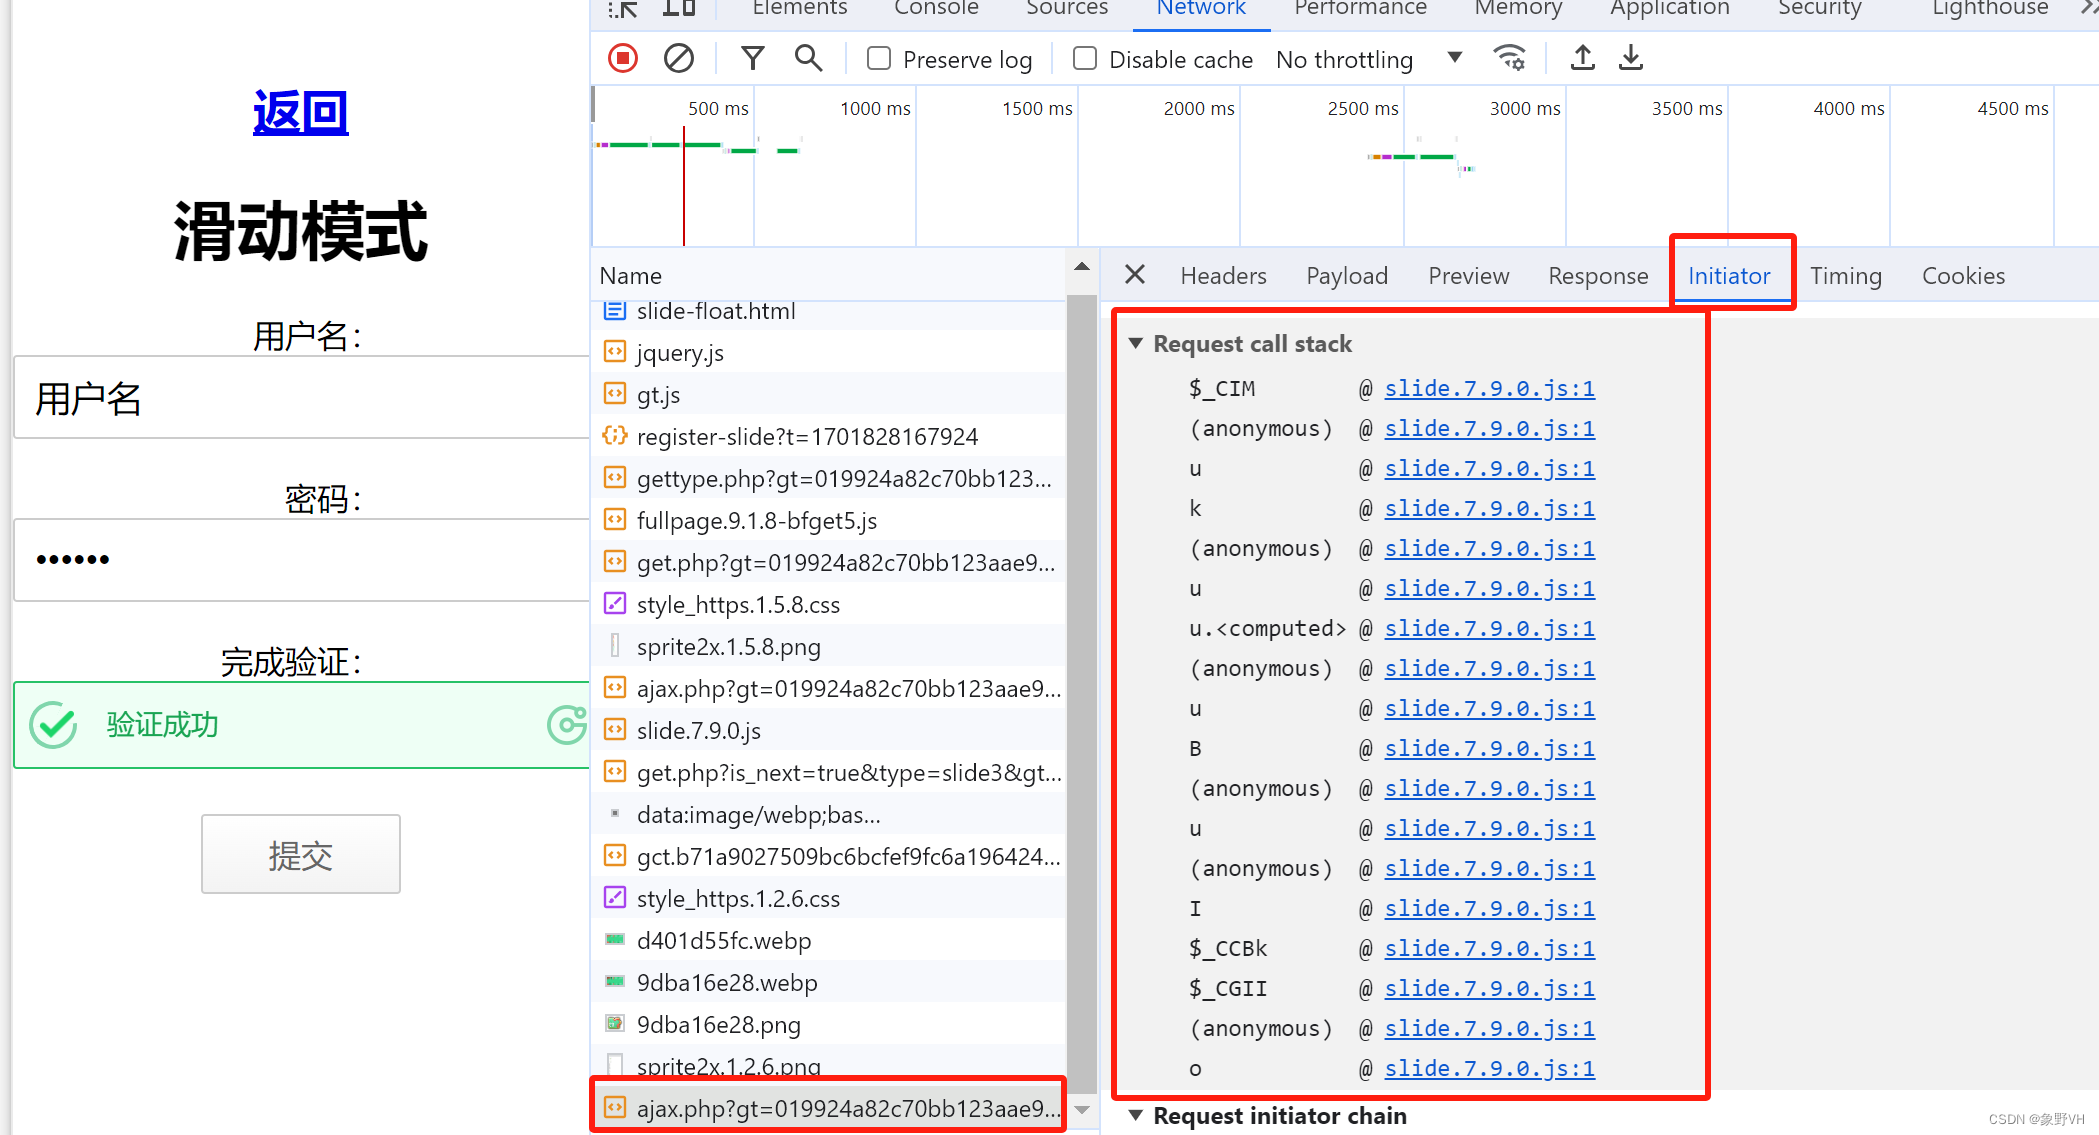 返回
滑动模式
用户名：
用户名
密码：
••••••
完成验证：
验证成功
提交
Elements Console Sources Network Performance Memory Application Security Lighthouse
Preserve log Disable cache No throttling
500 ms 1000 ms 1500 ms 2000 ms 2500 ms 3000 ms 3500 ms 4000 ms 4500 ms
Name
slide-float.html
jquery.js
gt.js
register-slide?t=1701828167924
gettype.php?gt=019924a82c70bb123...
fullpage.9.1.8-bfget5.js
get.php?gt=019924a82c70bb123aae9...
style_https.1.5.8.css
sprite2x.1.5.8.png
ajax.php?gt=019924a82c70bb123aae9...
slide.7.9.0.js
get.php?is_next=true&type=slide3&gt...
data:image/webp;bas...
gct.b71a9027509bc6bcfef9fc6a196424...
style_https.1.2.6.css
d401d55fc.webp
9dba16e28.webp
9dba16e28.png
sprite2x.1.2.6.png
ajax.php?gt=019924a82c70bb123aae9...
Headers Payload Preview Response Initiator Timing Cookies
Request call stack
$_CIM @ slide.7.9.0.js:1
(anonymous) @ slide.7.9.0.js:1
u @ slide.7.9.0.js:1
k @ slide.7.9.0.js:1
(anonymous) @ slide.7.9.0.js:1
u @ slide.7.9.0.js:1
u.<computed> @ slide.7.9.0.js:1
(anonymous) @ slide.7.9.0.js:1
u @ slide.7.9.0.js:1
B @ slide.7.9.0.js:1
(anonymous) @ slide.7.9.0.js:1
u @ slide.7.9.0.js:1
(anonymous) @ slide.7.9.0.js:1
I @ slide.7.9.0.js:1
$_CCBk @ slide.7.9.0.js:1
$_CGII @ slide.7.9.0.js:1
(anonymous) @ slide.7.9.0.js:1
o @ slide.7.9.0.js:1
Request initiator chain
CSDN @象野VH